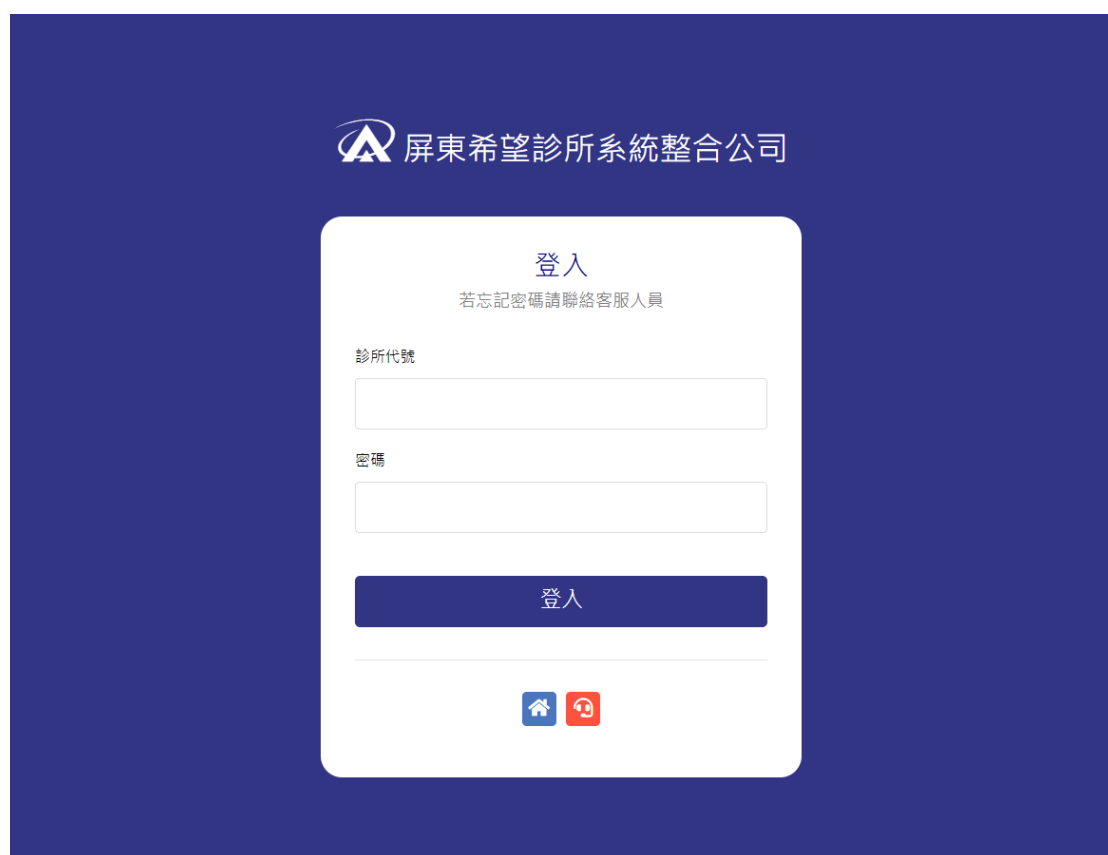 屏東希望診所系統整合公司
登入
若忘記密碼請聯絡客服人員
診所代號
密碼
登入